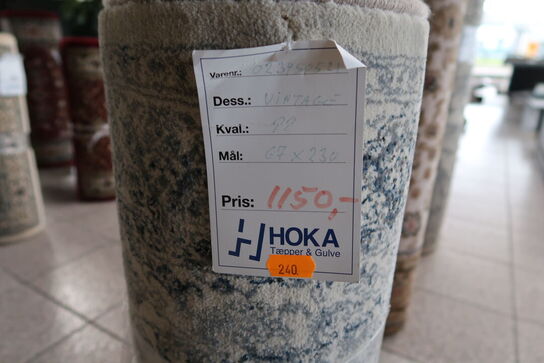 Varenr.:
Dess.: VINTAGE
Kval.:
Mål: 67 x 230
Pris: 1150,-
HOKA
Tæpper & Gulve
240